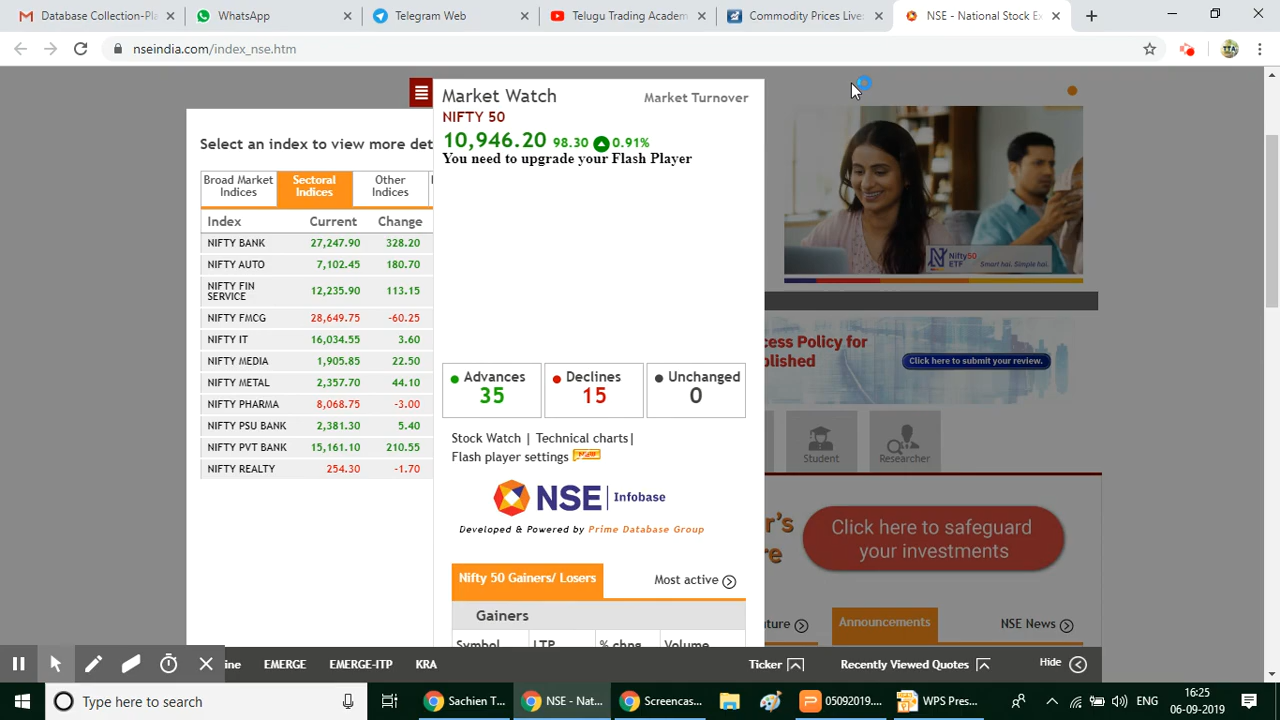 Database Collection-Pla
WhatsApp
Telegram Web
Telugu Trading Academ
Commodity Prices Live:
NSE - National Stock Ex
nseindia.com/index_nse.htm
Market Watch
Market Turnover
NIFTY 50
10,946.20 98.30 0.91%
You need to upgrade your Flash Player
Select an index to view more det
Broad Market Indices
Sectoral Indices
Other Indices
Index Current Change
NIFTY BANK 27,247.90 328.20
NIFTY AUTO 7,102.45 180.70
NIFTY FIN SERVICE 12,235.90 113.15
NIFTY FMCG 28,649.75 -60.25
NIFTY IT 16,034.55 3.60
NIFTY MEDIA 1,905.85 22.50
NIFTY METAL 2,357.70 44.10
NIFTY PHARMA 8,068.75 -3.00
NIFTY PSU BANK 2,381.30 5.40
NIFTY PVT BANK 15,161.10 210.55
NIFTY REALTY 254.30 -1.70
Advances 35
Declines 15
Unchanged 0
Stock Watch | Technical charts|
Flash player settings
NSE | Infobase
Developed & Powered by Prime Database Group
Nifty 50 Gainers/ Losers
Most active
Gainers
Symbol LTP % chng Volume
Nifty50 ETF Smart hai. Simple hai.
cess Policy for
blished
Click here to submit your review.
Student
Researcher
r's
re
Click here to safeguard
your investments
ture
Announcements
NSE News
ine EMERGE EMERGE-ITP KRA
Ticker
Recently Viewed Quotes
Hide
Type here to search
Sachien T...
NSE - Nat...
Screencas...
05092019....
WPS Pres...
ENG
16:25
06-09-2019